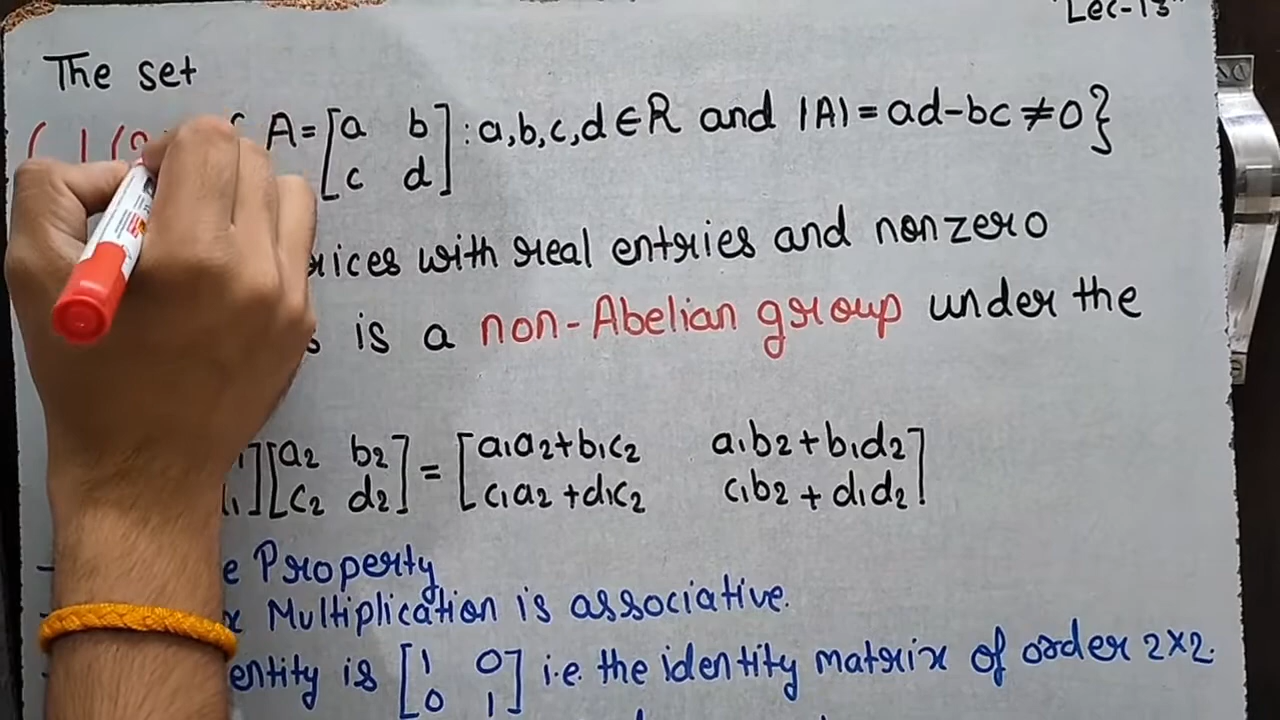 Lec-13
The set
A = [a b c d] : a,b,c,d ∈ R and |A| = ad-bc ≠ 0}
with real entries and nonzero
is a non-Abelian group under the
[a2 b2 c2 d2] = [a1a2+b1c2 a1b2+b1d2 c1a2+d1c2 c1b2+d1d2]
Property
Multiplication is associative.
is [1 0 0 1] i.e. the identity matrix of order 2×2.